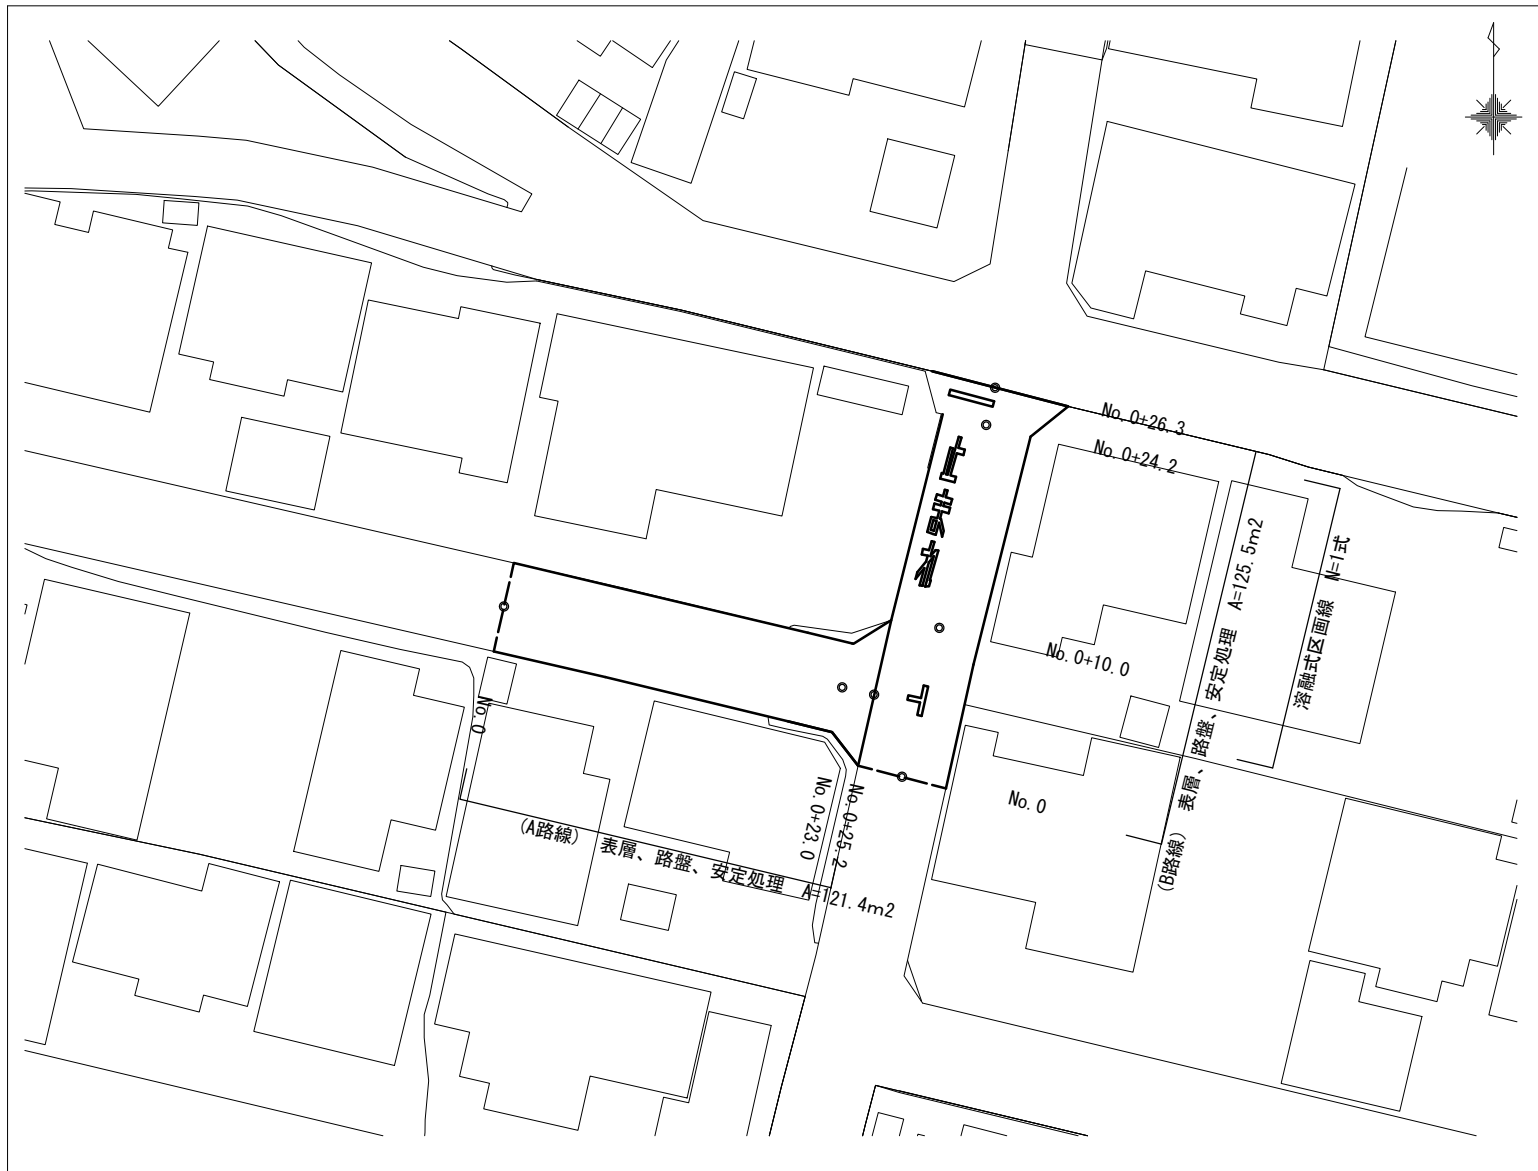 No. 0+26.3
No. 0+24.2
A=125.5m2
表層、路盤、安定処理
(B路線)
溶融式区画線 N=1式
No. 0+10.0
止まれ
No. 0
No. 0
No. 0+23.0
No. 0+25.2
(A路線) 表層、路盤、安定処理 A=121.4m2